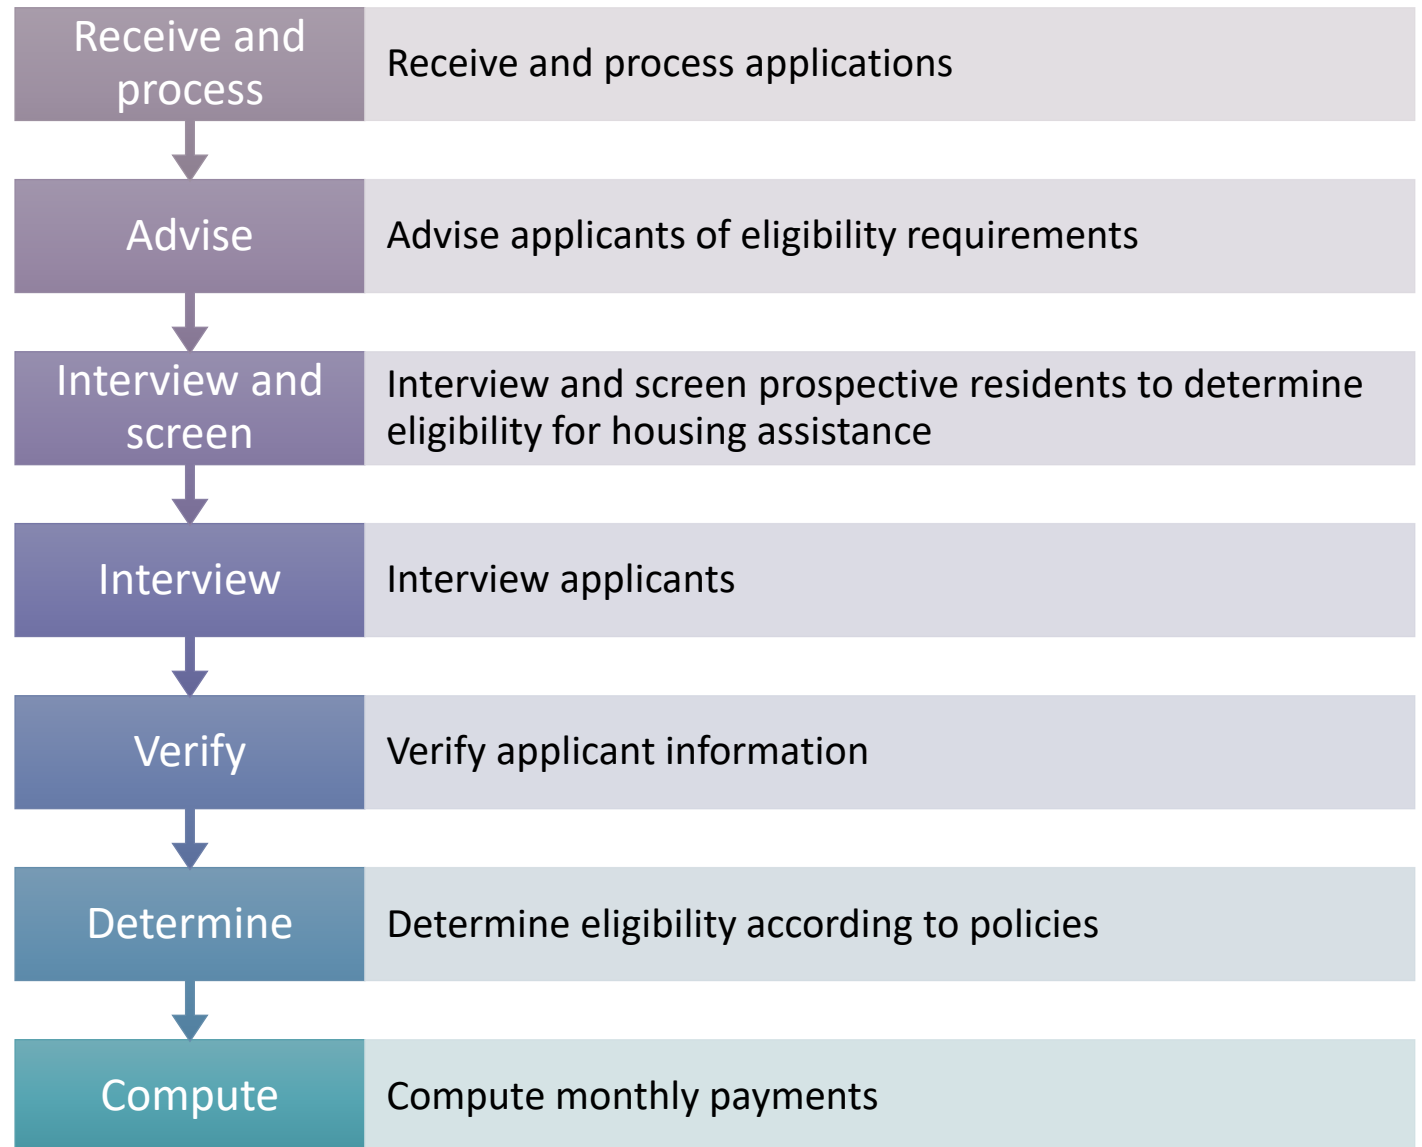 Receive and
process
Receive and process applications
Advise
Advise applicants of eligibility requirements
Interview and
screen
Interview and screen prospective residents to determine
eligibility for housing assistance
Interview
Interview applicants
Verify
Verify applicant information
Determine
Determine eligibility according to policies
Compute
Compute monthly payments